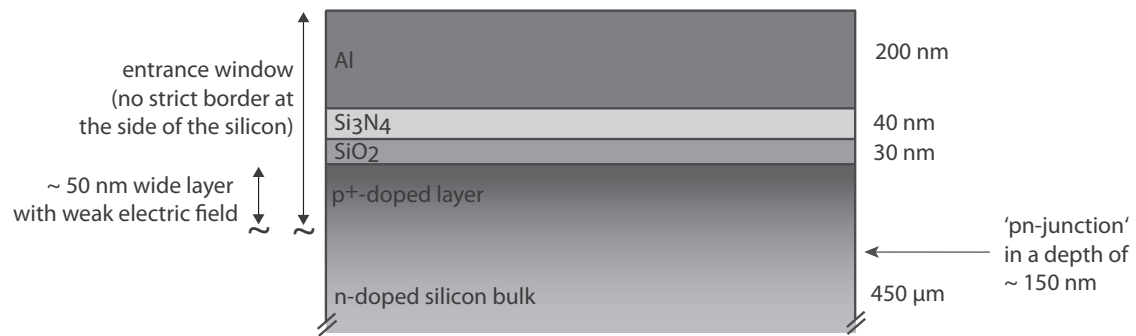 Al
200 nm
entrance window
(no strict border at
the side of the silicon)
Si3N4
40 nm
SiO2
30 nm
~ 50 nm wide layer
with weak electric field
~
~
p+-doped layer
‘pn-junction‘
in a depth of
~ 150 nm
n-doped silicon bulk
450 μm